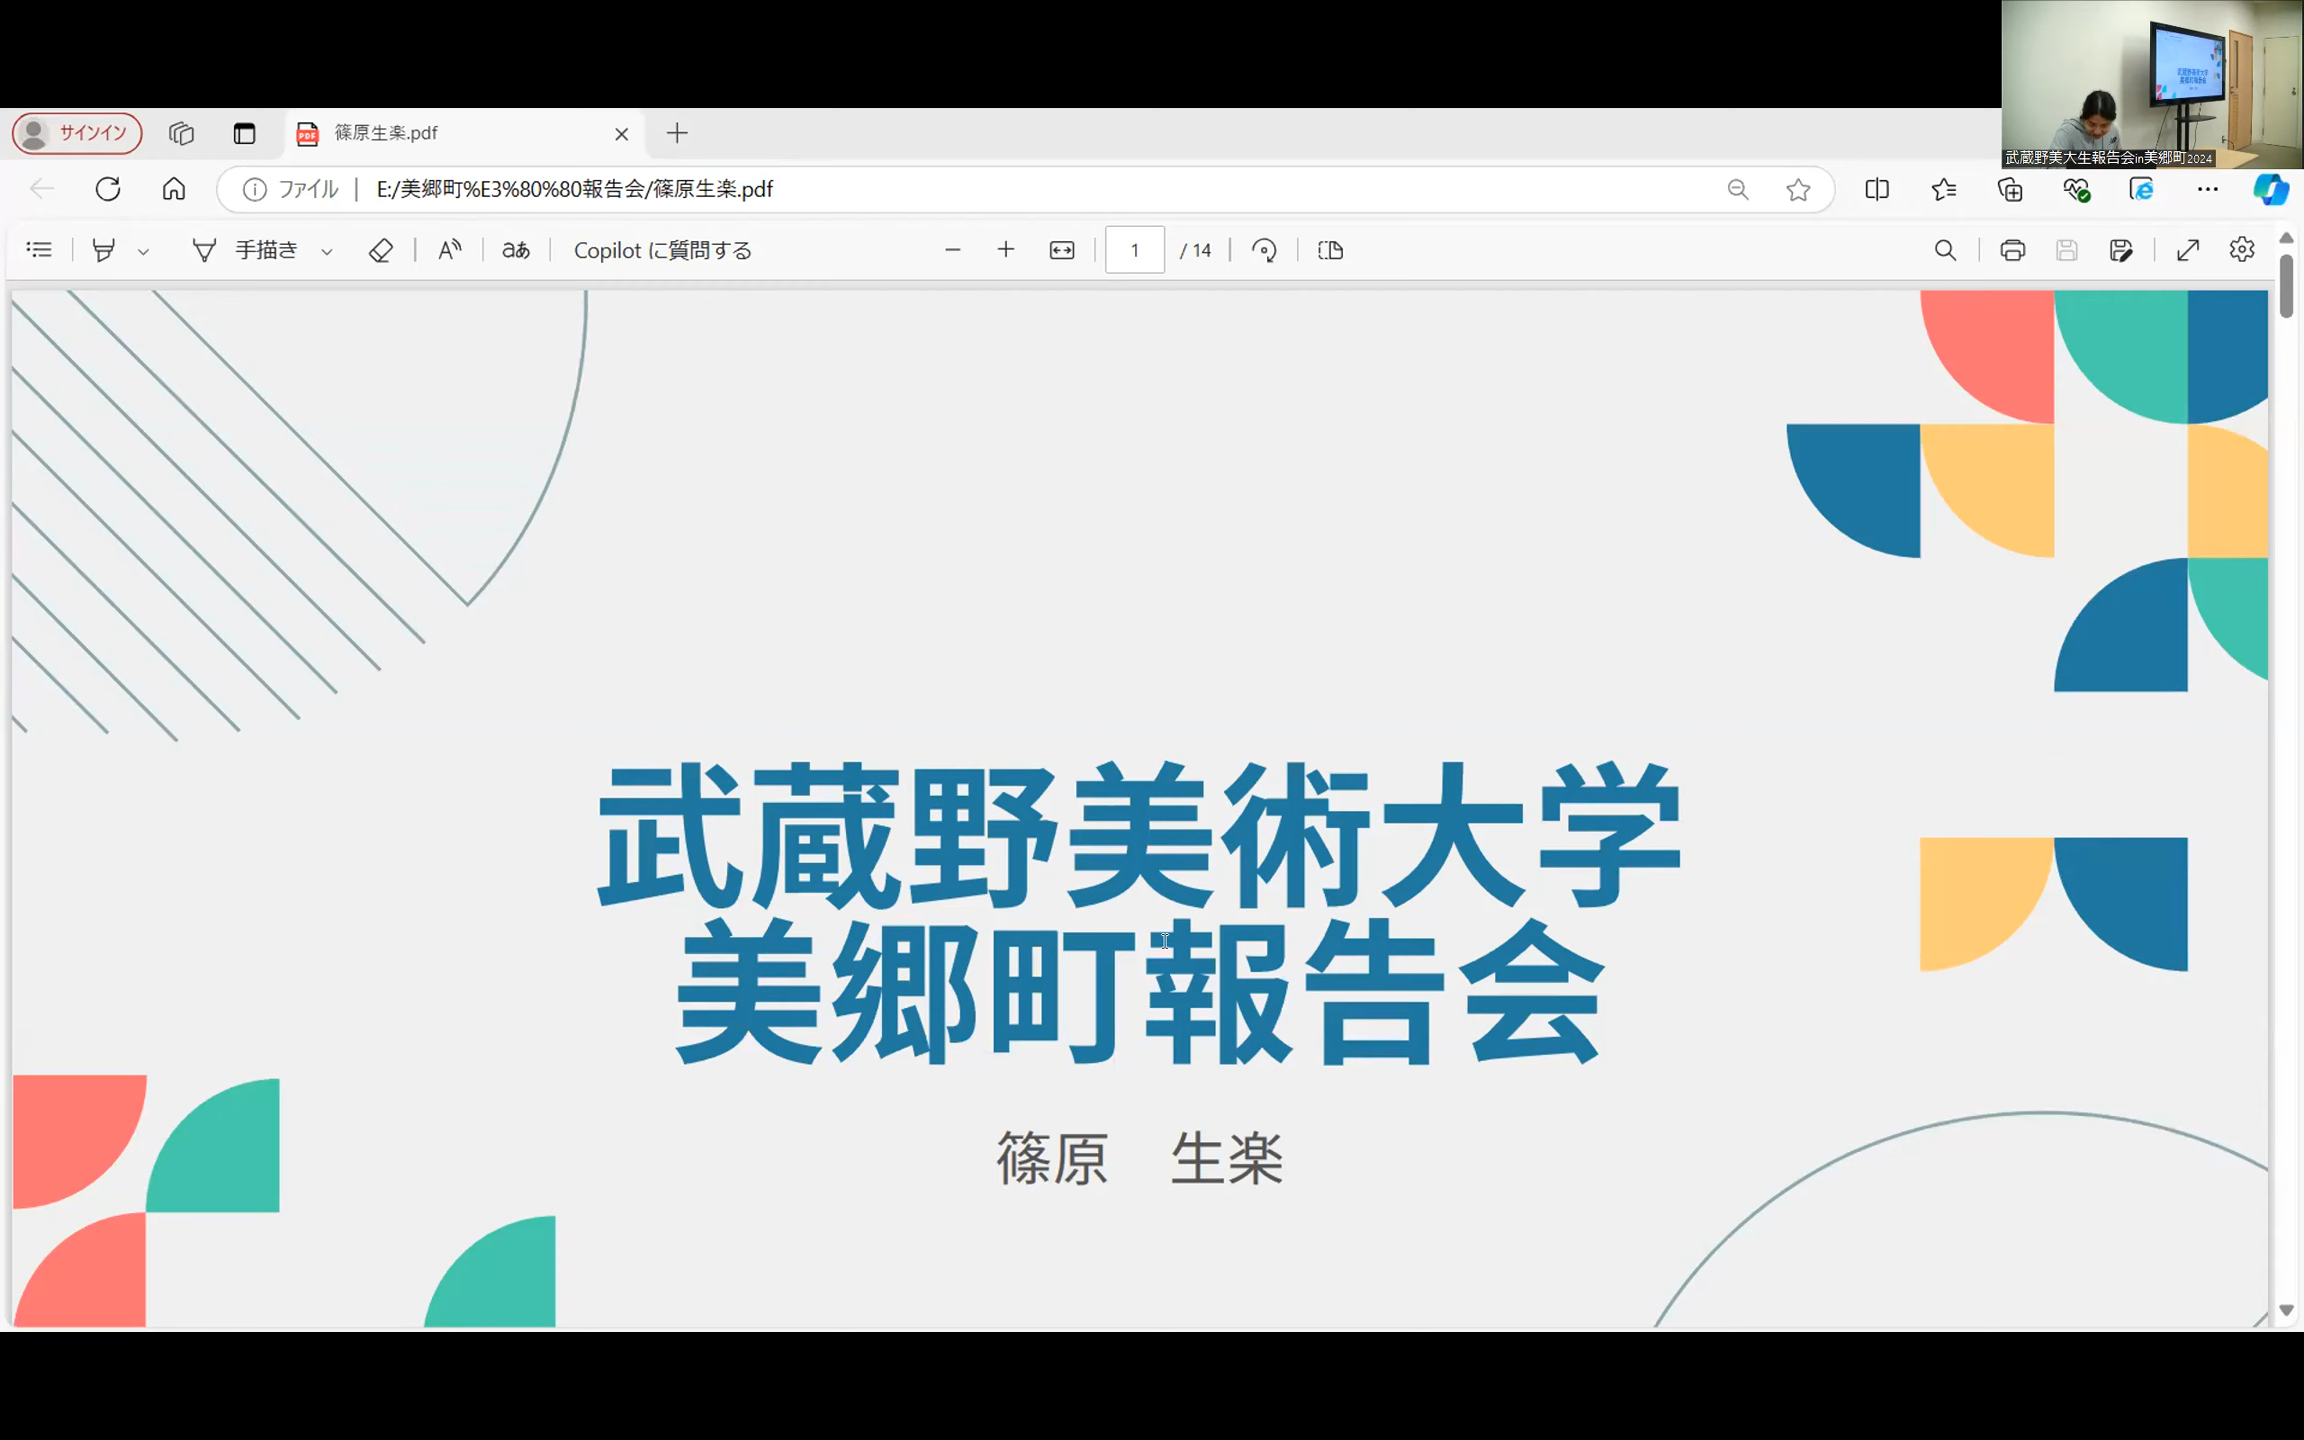 サインイン
篠原生楽.pdf
武蔵野美大生報告会in美郷町2024
ファイル
E:/美郷町%E3%80%80報告会/篠原生楽.pdf
手描き
aあ
Copilot に質問する
1 / 14
武蔵野美術大学
美郷町報告会
篠原　生楽